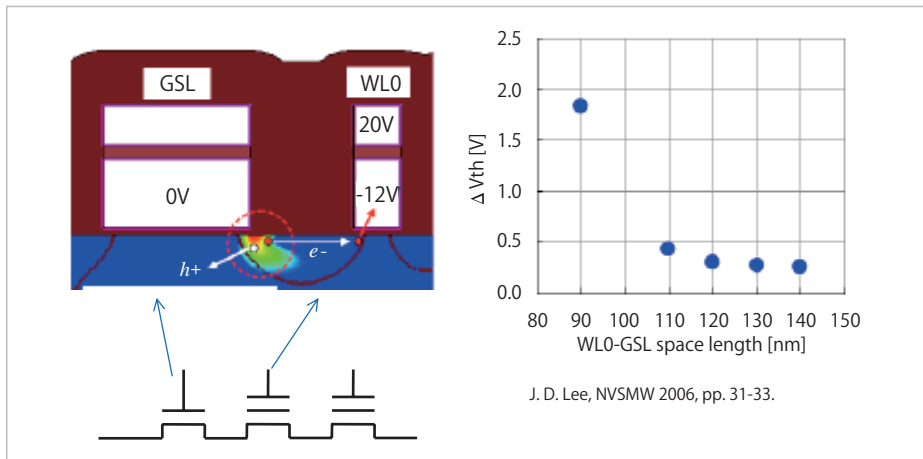 GSL
WL0
20V
0V
-12V
e-
h+
2.5
2.0
1.5
1.0
0.5
0.0
80 90 100 110 120 130 140 150
Δ Vth [V]
WL0-GSL space length [nm]
J. D. Lee, NVSMW 2006, pp. 31-33.